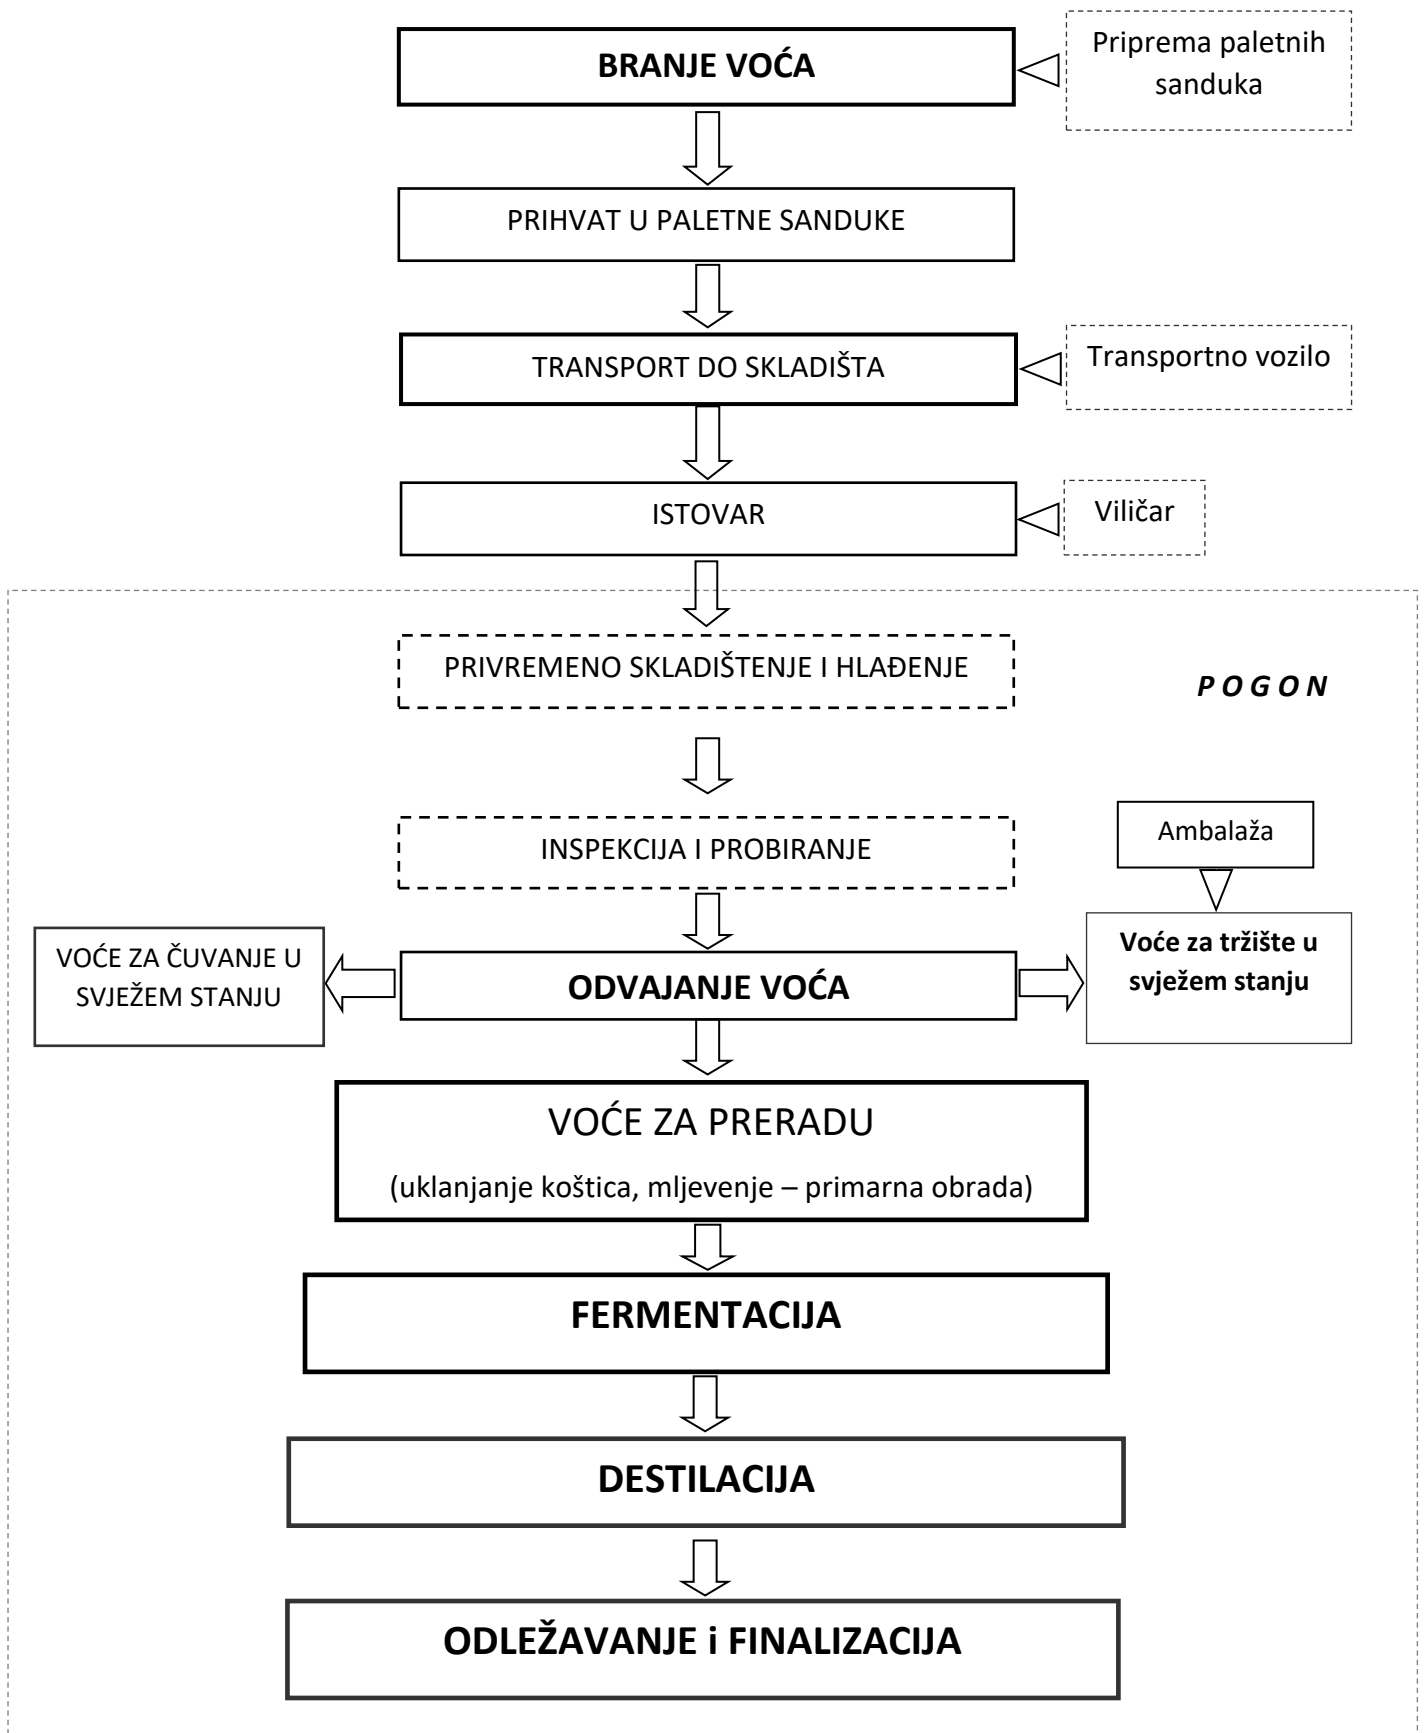 BRANJE VOĆA
Priprema paletnih
sanduka
PRIHVAT U PALETNE SANDUKE
TRANSPORT DO SKLADIŠTA
Transportno vozilo
ISTOVAR
Viličar
PRIVREMENO SKLADIŠTENJE I HLAĐENJE
P O G O N
INSPEKCIJA I PROBIRANJE
Ambalaža
VOĆE ZA ČUVANJE U
SVJEŽEM STANJU
ODVAJANJE VOĆA
Voće za tržište u
svježem stanju
VOĆE ZA PRERADU
(uklanjanje koštica, mljevenje – primarna obrada)
FERMENTACIJA
DESTILACIJA
ODLEŽAVANJE i FINALIZACIJA